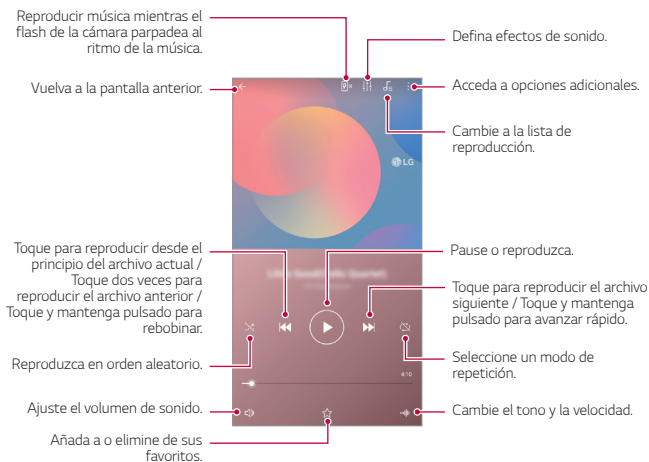 Reproducir música mientras el
flash de la cámara parpadea al
ritmo de la música.
Defina efectos de sonido.
Vuelva a la pantalla anterior.
Acceda a opciones adicionales.
Cambie a la lista de
reproducción.
LG
Toque para reproducir desde el
principio del archivo actual /
Toque dos veces para
reproducir el archivo anterior /
Toque y mantenga pulsado para
rebobinar.
Pause o reproduzca.
Toque para reproducir el archivo
siguiente / Toque y mantenga
pulsado para avanzar rápido.
Reproduzca en orden aleatorio.
Seleccione un modo de
repetición.
4:10
Ajuste el volumen de sonido.
Cambie el tono y la velocidad.
Añada a o elimine de sus
favoritos.